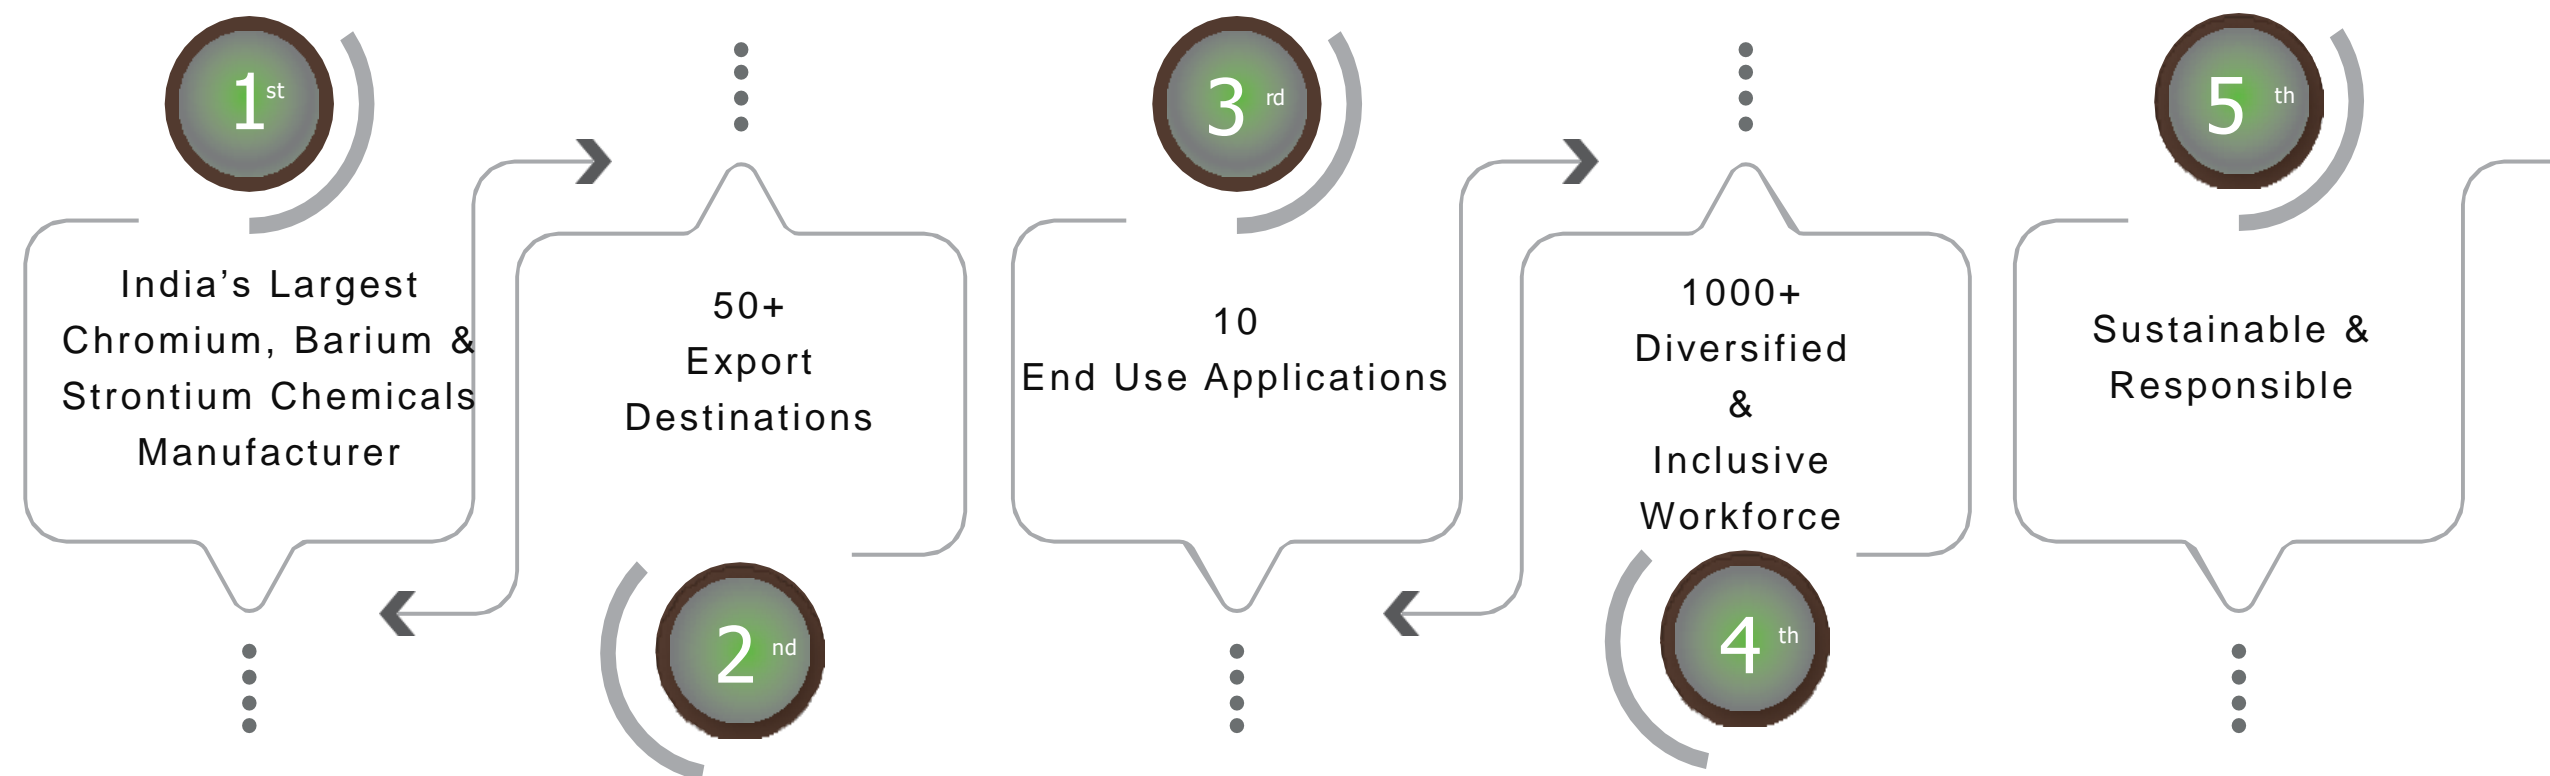 1st
India’s Largest
Chromium, Barium &
Strontium Chemicals
Manufacturer
50+
Export
Destinations
2nd
3rd
10
End Use Applications
1000+
Diversified
&
Inclusive
Workforce
4th
5th
Sustainable &
Responsible